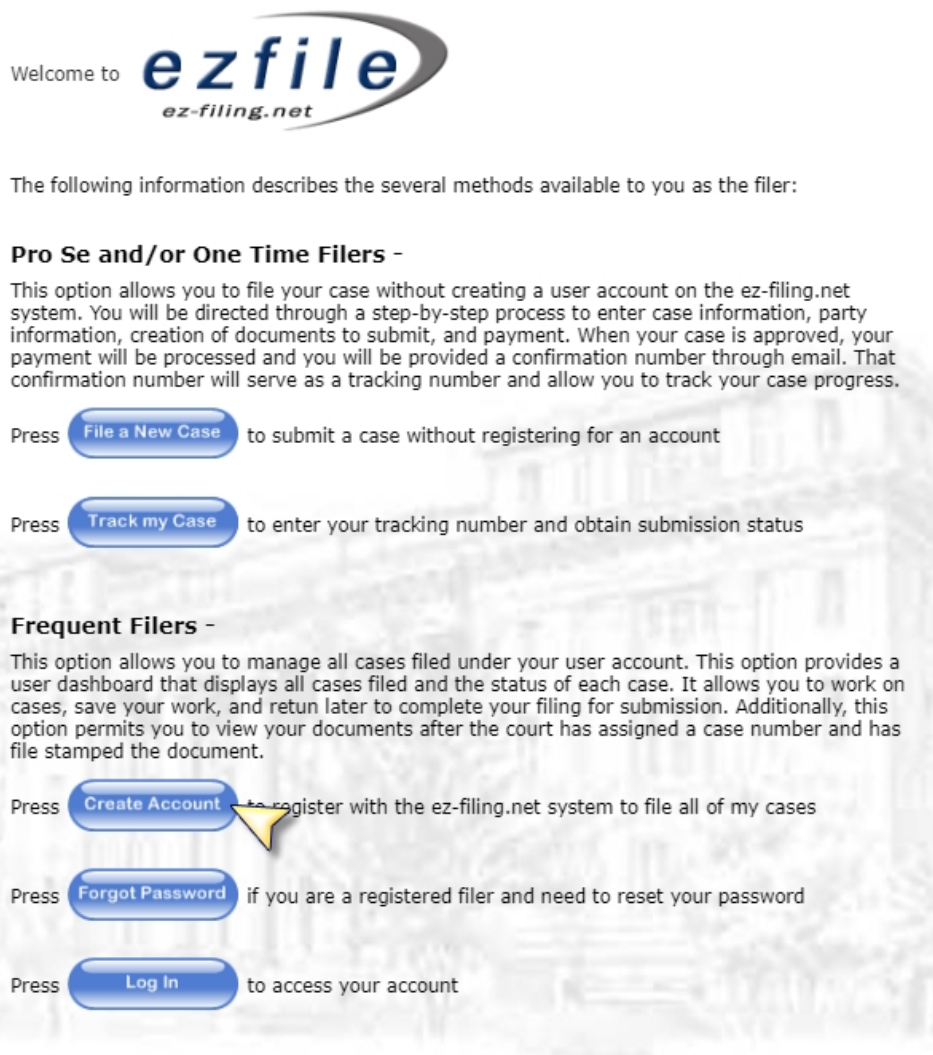 Welcome to ezfile
ez-filing.net
The following information describes the several methods available to you as the filer:
Pro Se and/or One Time Filers -
This option allows you to file your case without creating a user account on the ez-filing.net
system. You will be directed through a step-by-step process to enter case information, party
information, creation of documents to submit, and payment. When your case is approved, your
payment will be processed and you will be provided a confirmation number through email. That
confirmation number will serve as a tracking number and allow you to track your case progress.
Press File a New Case to submit a case without registering for an account
Press Track my Case to enter your tracking number and obtain submission status
Frequent Filers -
This option allows you to manage all cases filed under your user account. This option provides a
user dashboard that displays all cases filed and the status of each case. It allows you to work on
cases, save your work, and retun later to complete your filing for submission. Additionally, this
option permits you to view your documents after the court has assigned a case number and has
file stamped the document.
Press Create Account to register with the ez-filing.net system to file all of my cases
Press Forgot Password if you are a registered filer and need to reset your password
Press Log In to access your account